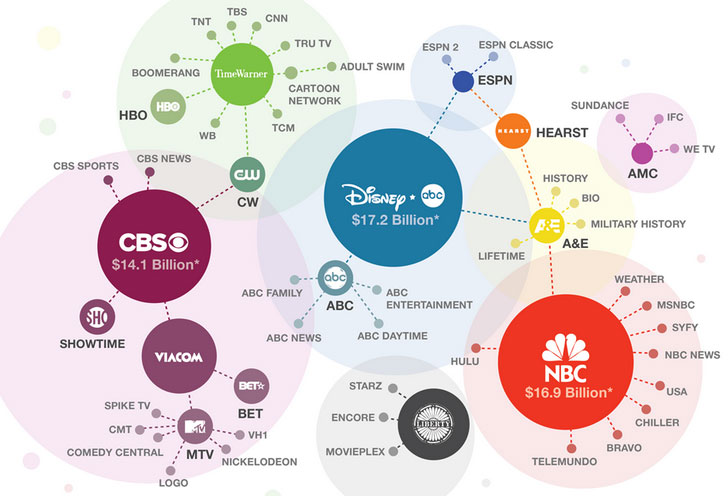 TBS
CNN
TNT
ESPN 2
ESPN CLASSIC
TRU TV
TimeWarner
ADULT SWIM
BOOMERANG
ESPN
CARTOON
NETWORK
HBO
HBO
SUNDANCE
IFC
HEARST
HEARST
TCM
WB
WE TV
CBS NEWS
CBS SPORTS
AMC
CW
CW
HISTORY
Disney • abc
BIO
$17.2 Billion*
A&E
MILITARY HISTORY
CBS
A&E
$14.1 Billion*
LIFETIME
abc
WEATHER
ABC FAMILY
ABC
ENTERTAINMENT
ABC
MSNBC
SHO
SYFY
ABC NEWS
ABC DAYTIME
SHOWTIME
NBC NEWS
VIACOM
HULU
NBC
BET
STARZ
$16.9 Billion*
USA
SPIKE TV
BET
ENCORE
CHILLER
CMT
MTV
LIBERTY
VH1
COMEDY CENTRAL
MTV
MOVIEPLEX
BRAVO
NICKELODEON
TELEMUNDO
LOGO